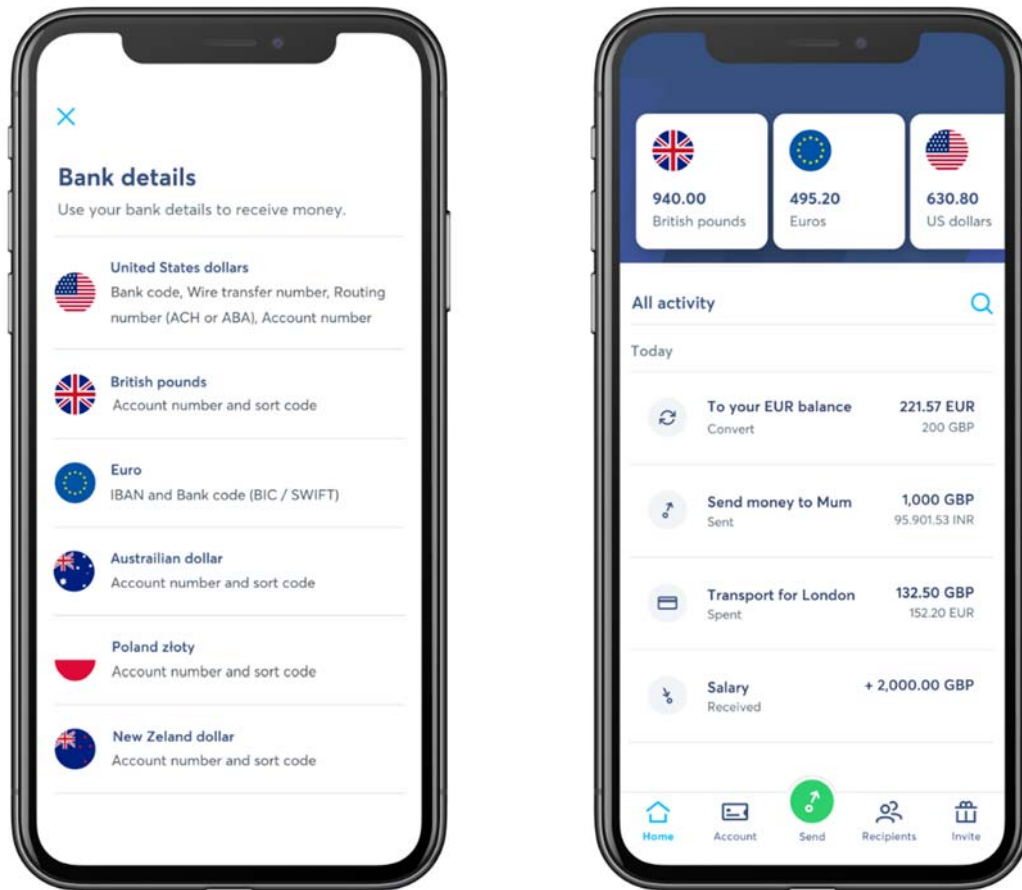 Bank details
Use your bank details to receive money.
United States dollars
Bank code, Wire transfer number, Routing
number (ACH or ABA), Account number
British pounds
Account number and sort code
Euro
IBAN and Bank code (BIC / SWIFT)
Austrailian dollar
Account number and sort code
Poland złoty
Account number and sort code
New Zeland dollar
Account number and sort code
940.00
British pounds
495.20
Euros
630.80
US dollars
All activity
Today
To your EUR balance 221.57 EUR
Convert 200 GBP
Send money to Mum 1,000 GBP
Sent 95.901.53 INR
Transport for London 132.50 GBP
Spent 152.20 EUR
Salary + 2,000.00 GBP
Received
Home Account Send Recipients Invite